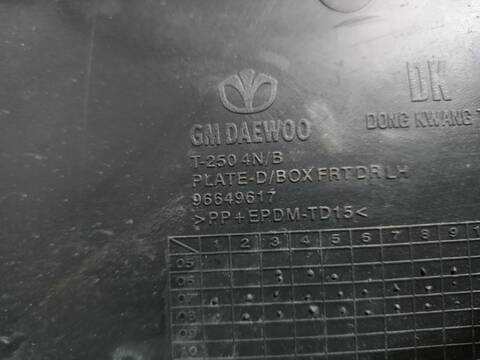 DK
GM DAEWOO
DONG KWANG
T-250 4N/B
PLATE-D/BOX FRT DR LH
96649617
>PP+EPDM-TD15<
1 2 3 4 5 6 7 8 9
05
06
07
08
09
10